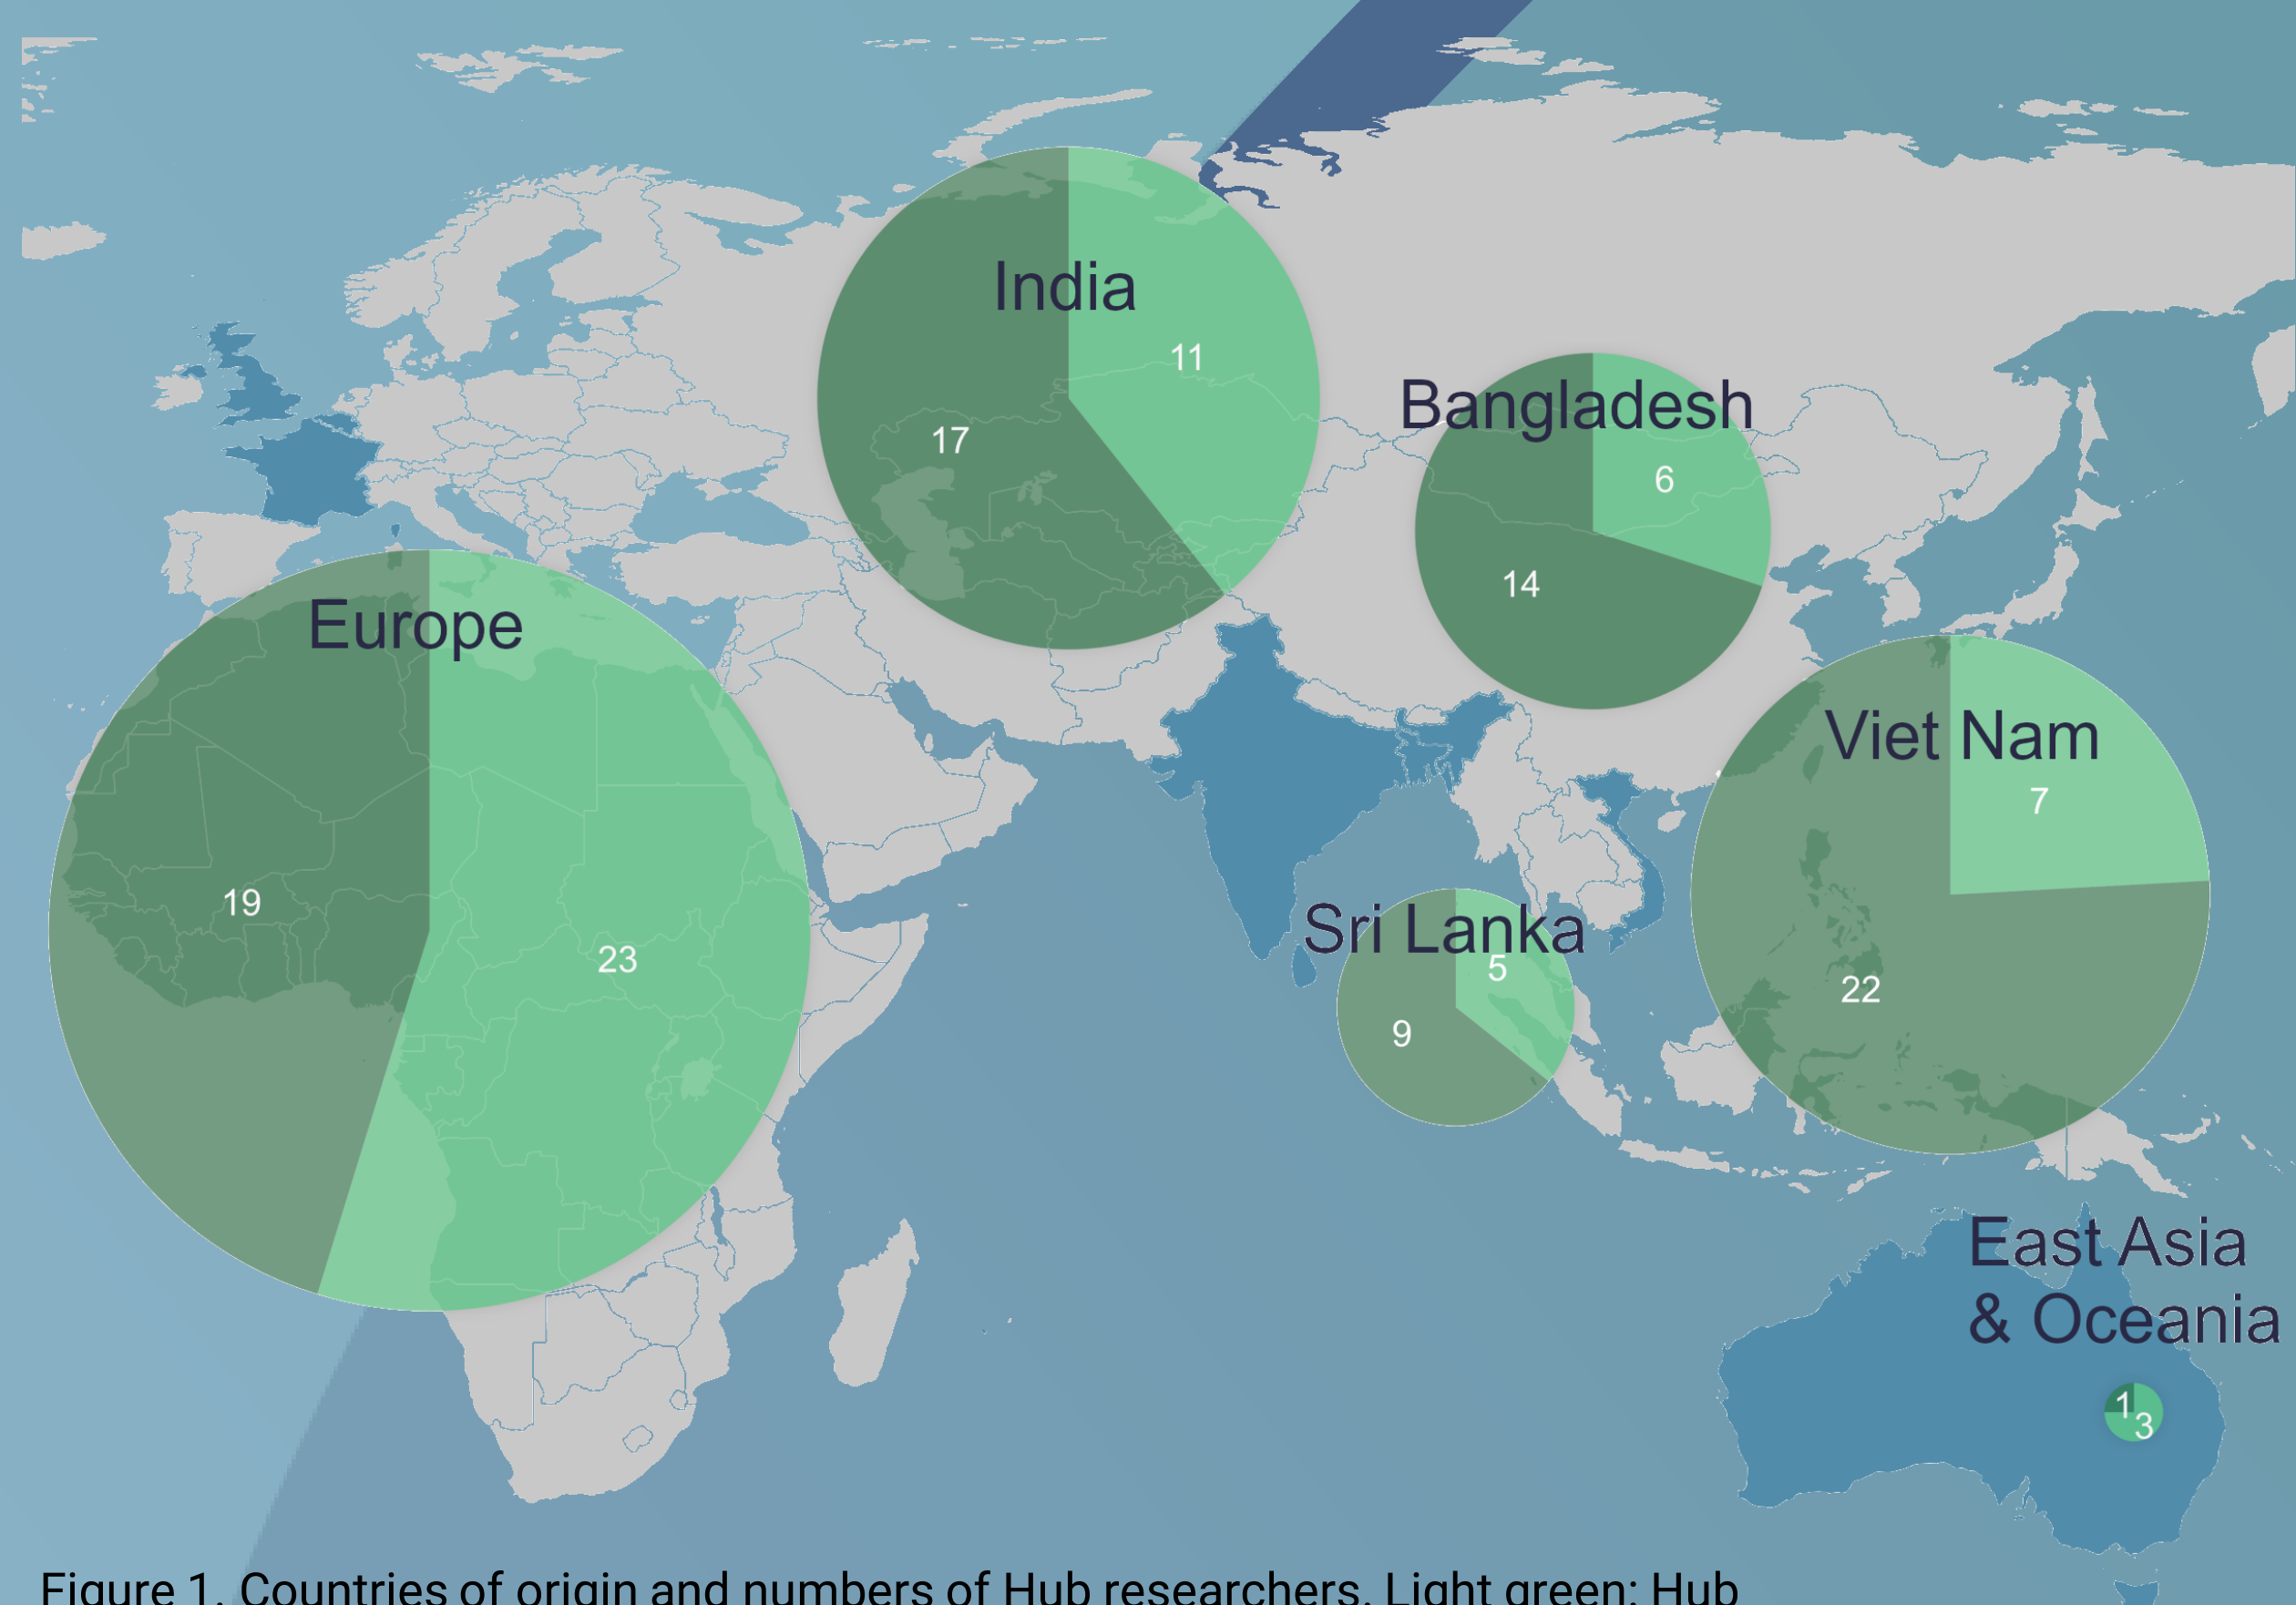 India
11
17
Bangladesh
6
14
Europe
19
23
Viet Nam
7
22
Sri Lanka
5
9
East Asia
& Oceania
1
3
Figure 1. Countries of origin and numbers of Hub researchers. Light green: Hub